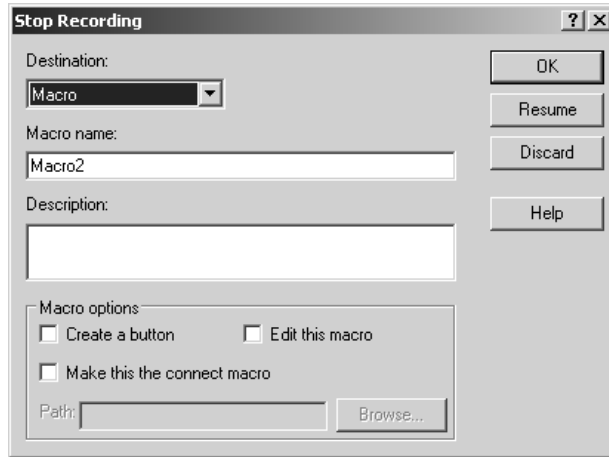 Stop Recording
Destination:
Macro
Macro name:
Macro2
Description:
Macro options
Create a button
Edit this macro
Make this the connect macro
Path:
Browse...
OK
Resume
Discard
Help